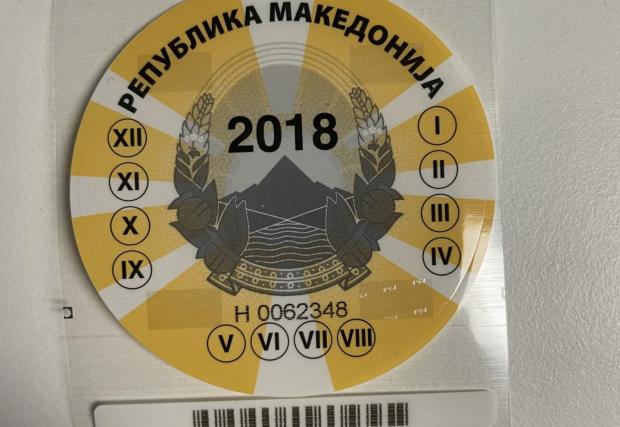 РЕПУБЛИКА МАКЕДОНИЈА
2018
XII
I
XI
II
X
III
IX
IV
Н 0062348
V VI VII VIII